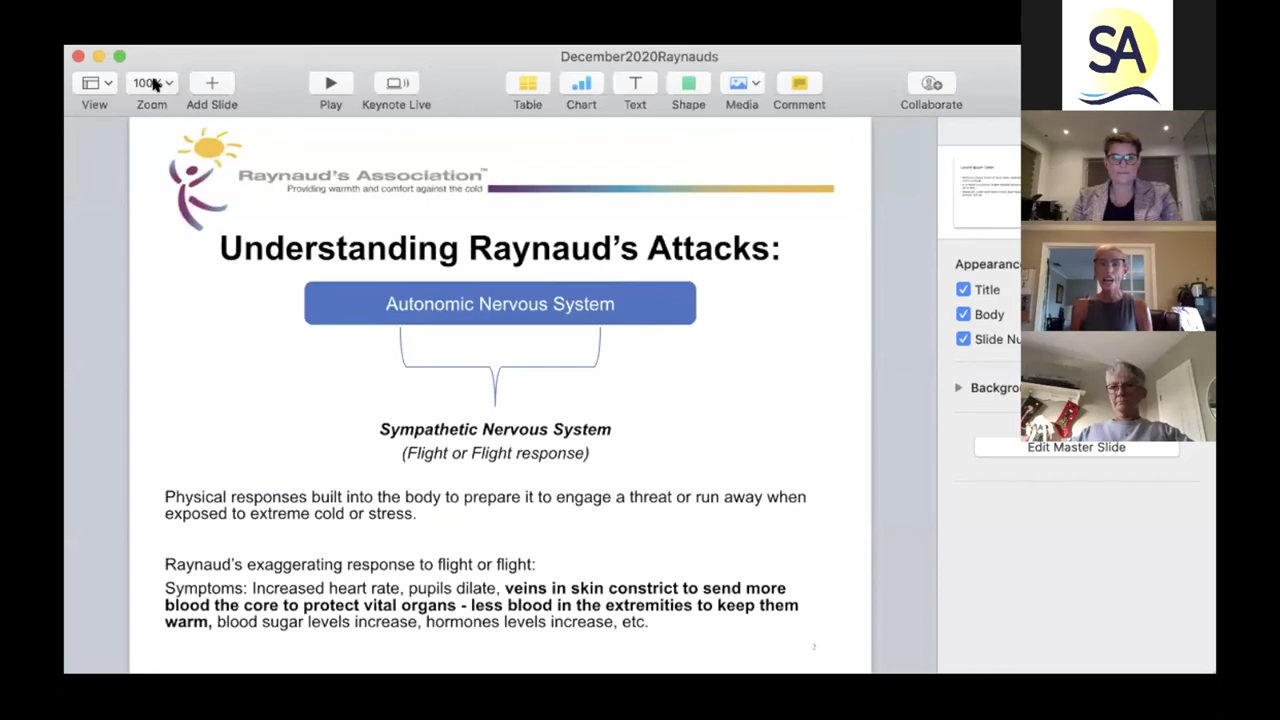 December2020Raynauds
100%
View
Zoom
Add Slide
Play
Keynote Live
Table
Chart
Text
Shape
Media
Comment
Collaborate
SA
Raynaud's Association™
Providing warmth and comfort against the cold
Understanding Raynaud's Attacks:
Autonomic Nervous System
Sympathetic Nervous System
(Flight or Flight response)
Physical responses built into the body to prepare it to engage a threat or run away when
exposed to extreme cold or stress.
Raynaud's exaggerating response to flight or flight:
Symptoms: Increased heart rate, pupils dilate, veins in skin constrict to send more
blood the core to protect vital organs - less blood in the extremities to keep them
warm, blood sugar levels increase, hormones levels increase, etc.
2
Title
Body
Slide
Edit Master Slide